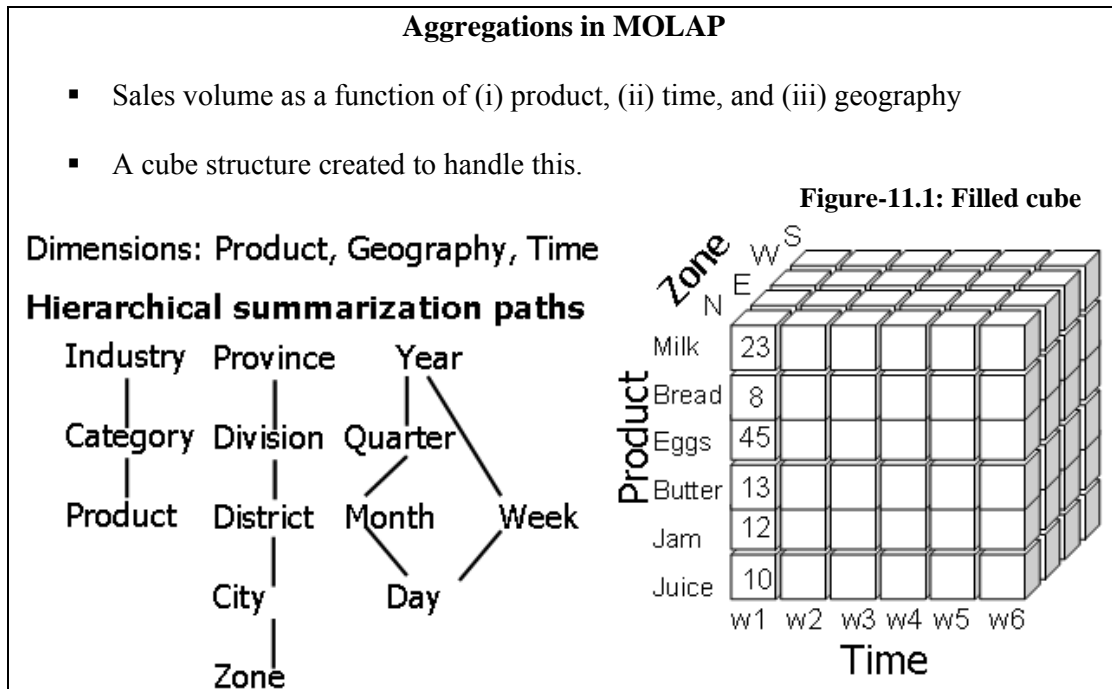 Aggregations in MOLAP
▪ Sales volume as a function of (i) product, (ii) time, and (iii) geography
▪ A cube structure created to handle this.
Figure-11.1: Filled cube
Dimensions: Product, Geography, Time
Hierarchical summarization paths
Industry Province Year
Category Division Quarter
Product District Month Week
City Day
Zone
Zone
N E W S
Product
Milk 23
Bread 8
Eggs 45
Butter 13
Jam 12
Juice 10
w1 w2 w3 w4 w5 w6
Time